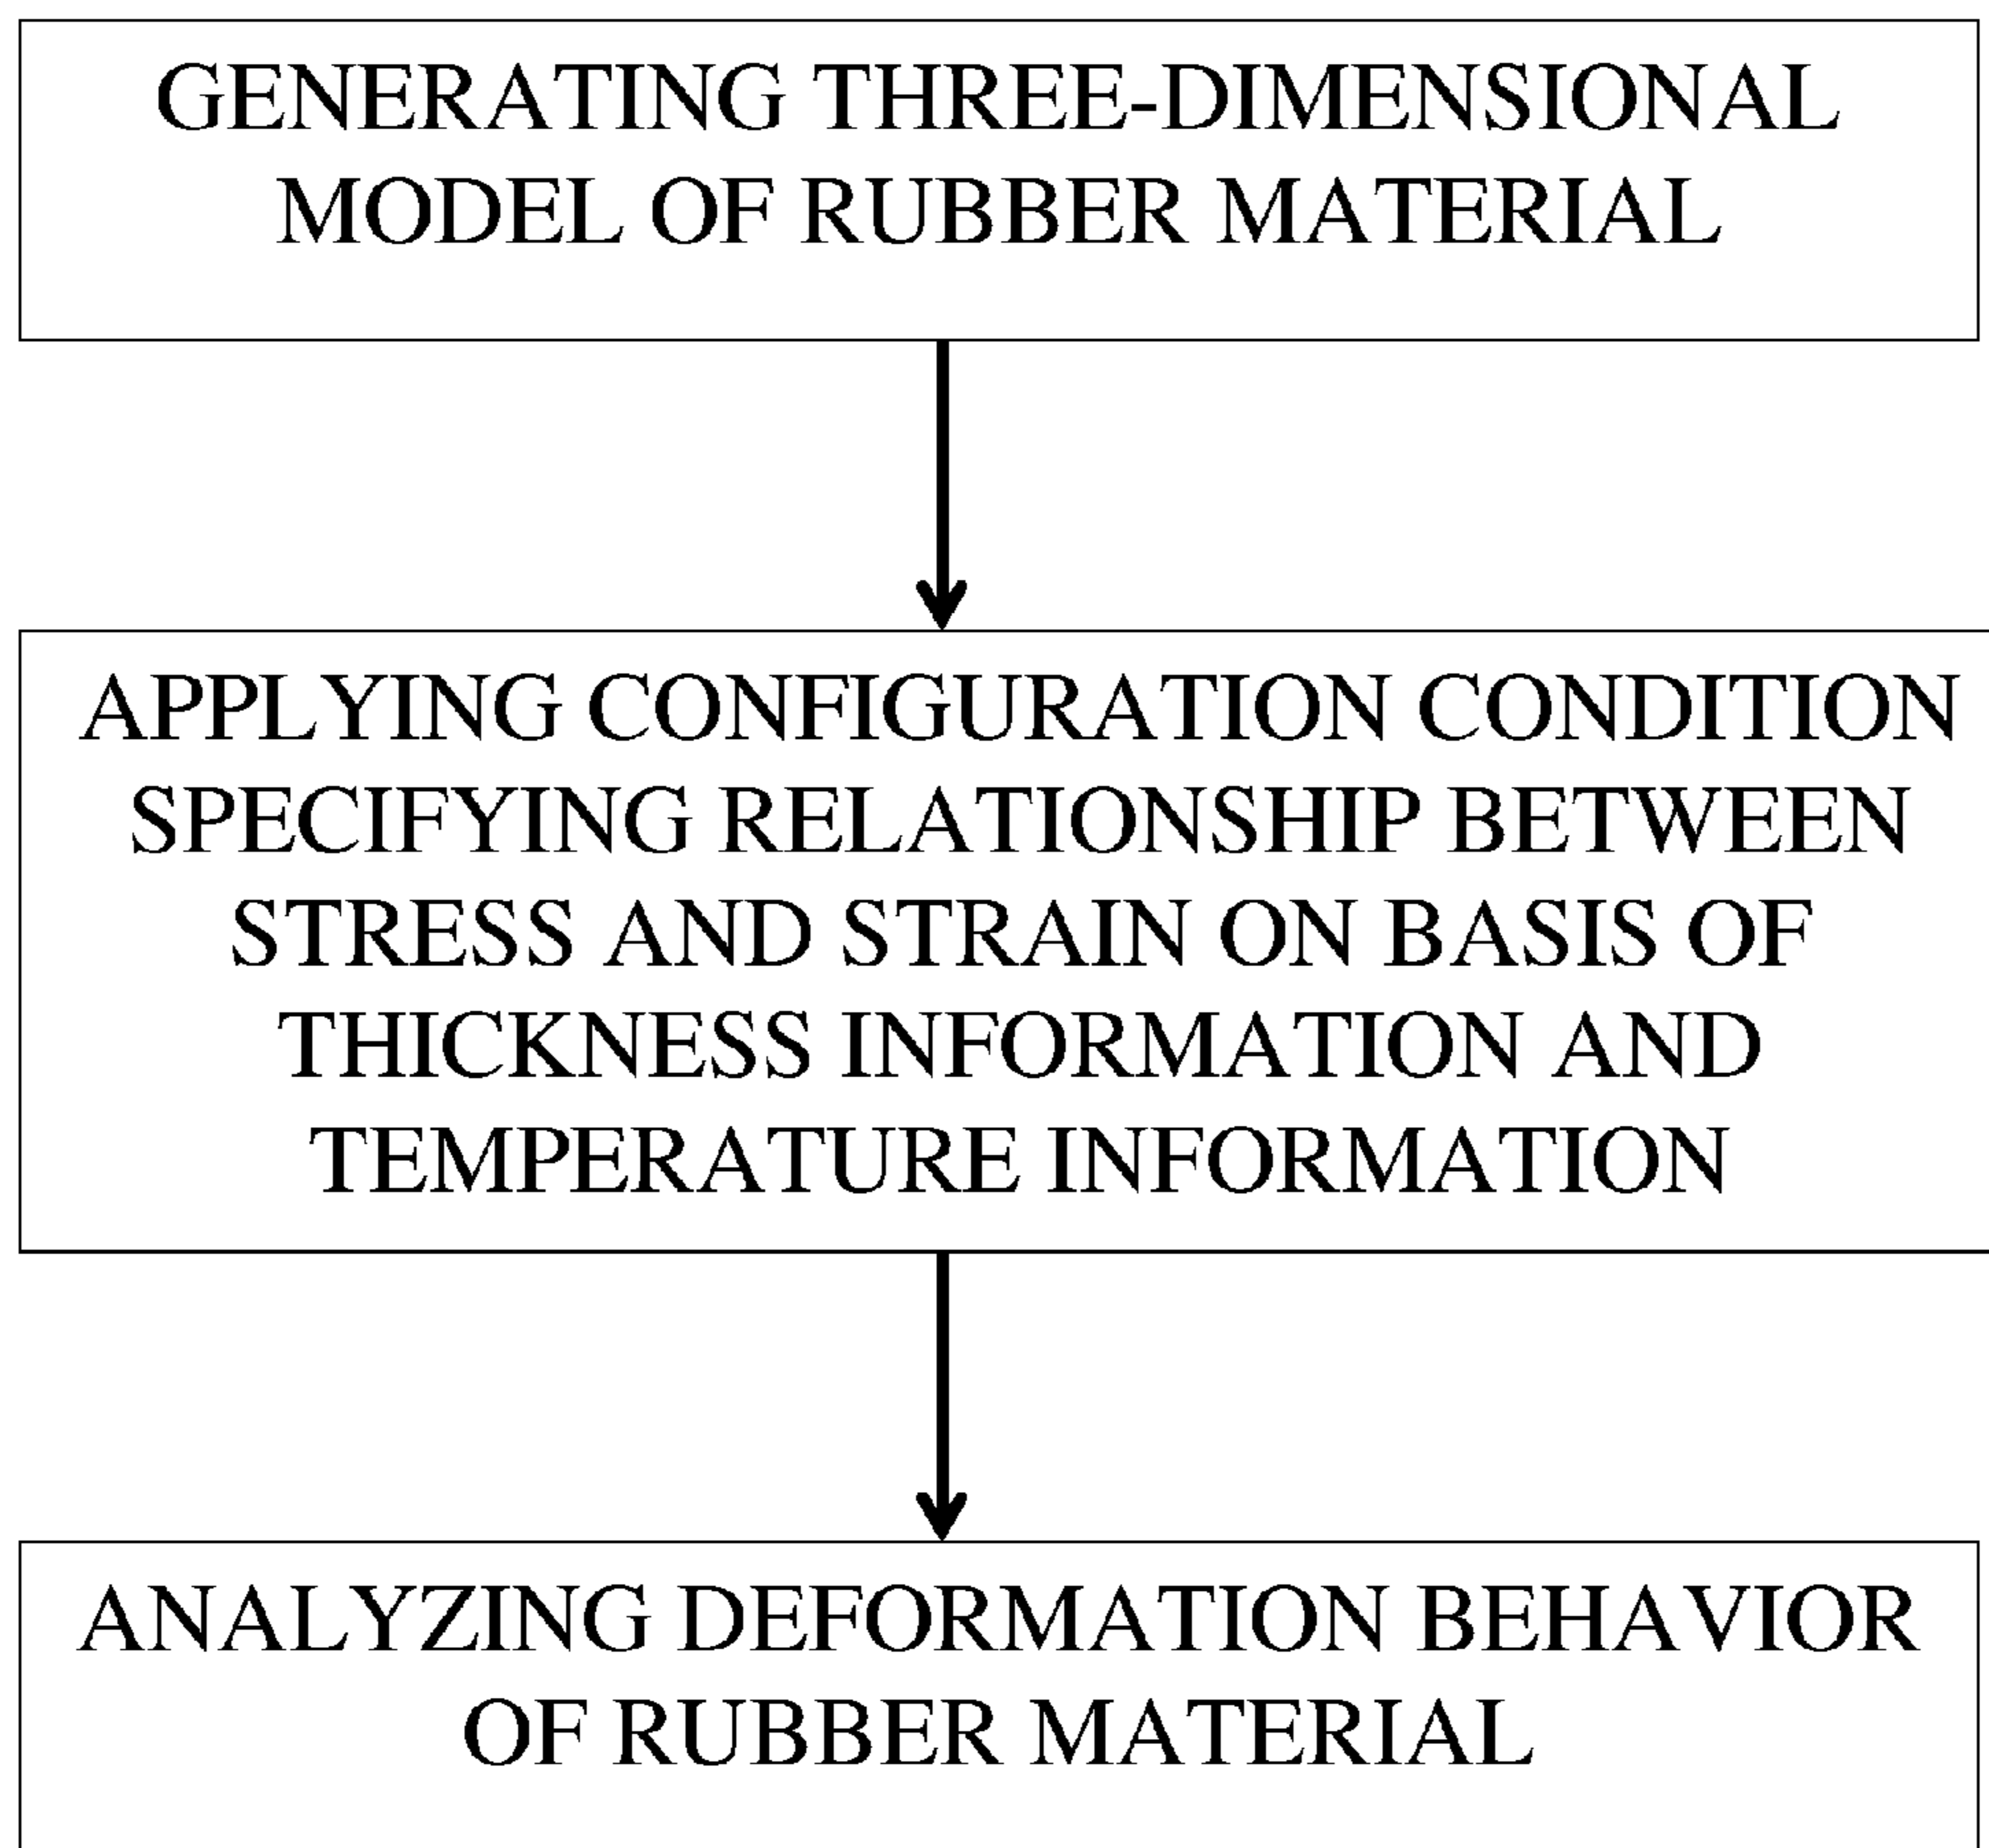 GENERATING THREE-DIMENSIONAL
MODEL OF RUBBER MATERIAL
APPLYING CONFIGURATION CONDITION
SPECIFYING RELATIONSHIP BETWEEN
STRESS AND STRAIN ON BASIS OF
THICKNESS INFORMATION AND
TEMPERATURE INFORMATION
ANALYZING DEFORMATION BEHAVIOR
OF RUBBER MATERIAL